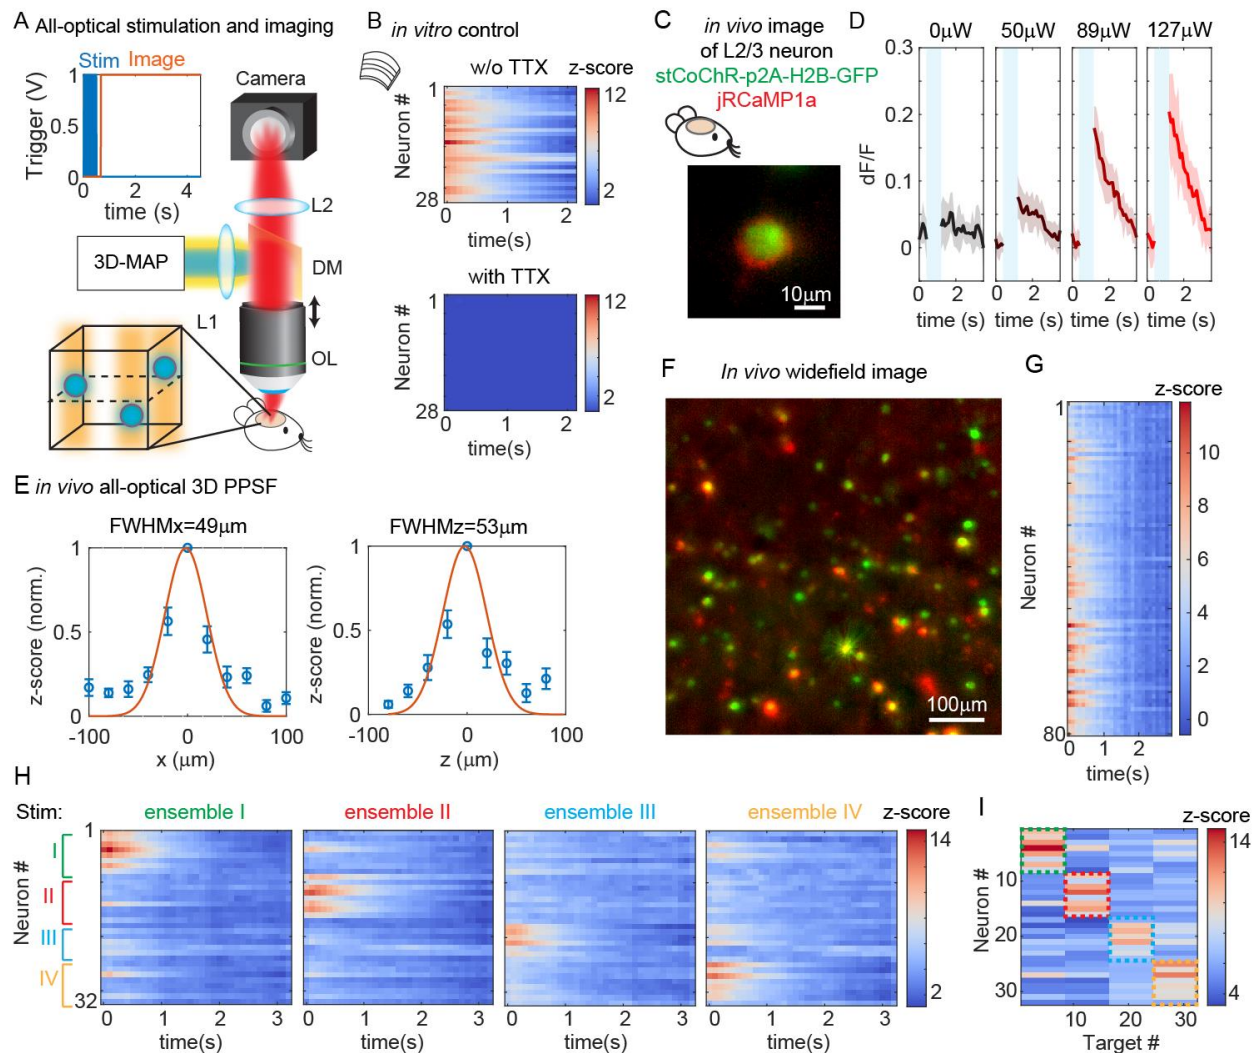 A All-optical stimulation and imaging
Stim Image
Trigger (V)
1
0.5
0
0 2 4
time (s)
Camera
L2
3D-MAP
DM
L1
OL
B in vitro control
w/o TTX z-score
Neuron #
1
28
0 1 2
time(s)
12
2
with TTX
Neuron #
1
28
0 1 2
time(s)
12
2
C in vivo image
of L2/3 neuron
stCoChR-p2A-H2B-GFP
jRCaMP1a
10μm
D 0μW 50μW 89μW 127μW
dF/F
0.3
0.2
0.1
0
0 2 0 2 0 2 0 2
time (s) time (s) time (s) time (s)
E in vivo all-optical 3D PPSF
FWHMx=49μm
z-score (norm.)
1
0.5
0
-100 0 100
x (μm)
FWHMz=53μm
z-score (norm.)
1
0.5
0
-100 0 100
z (μm)
F In vivo widefield image
100μm
G z-score
Neuron #
1
80
0 1 2
time(s)
10
8
6
4
2
0
H
Stim: ensemble I ensemble II ensemble III ensemble IV z-score
Neuron #
1
I
II
III
IV
32
0 1 2 3 0 1 2 3 0 1 2 3 0 1 2 3
time(s) time(s) time(s) time(s)
14
2
I z-score
Neuron #
10
20
30
10 20 30
Target #
14
4